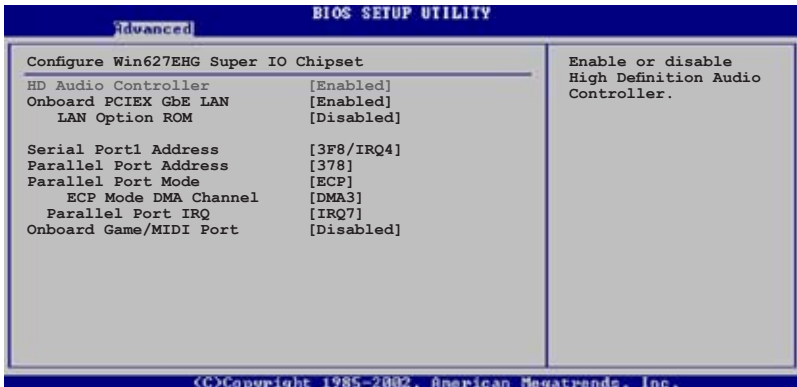 BIOS SETUP UTILITY
Advanced
Configure Win627EHG Super IO Chipset
HD Audio Controller [Enabled]
Onboard PCIEX GbE LAN [Enabled]
LAN Option ROM [Disabled]
Serial Port1 Address [3F8/IRQ4]
Parallel Port Address [378]
Parallel Port Mode [ECP]
ECP Mode DMA Channel [DMA3]
Parallel Port IRQ [IRQ7]
Onboard Game/MIDI Port [Disabled]
Enable or disable
High Definition Audio
Controller.
(C)Copyright 1985-2002, American Megatrends, Inc.